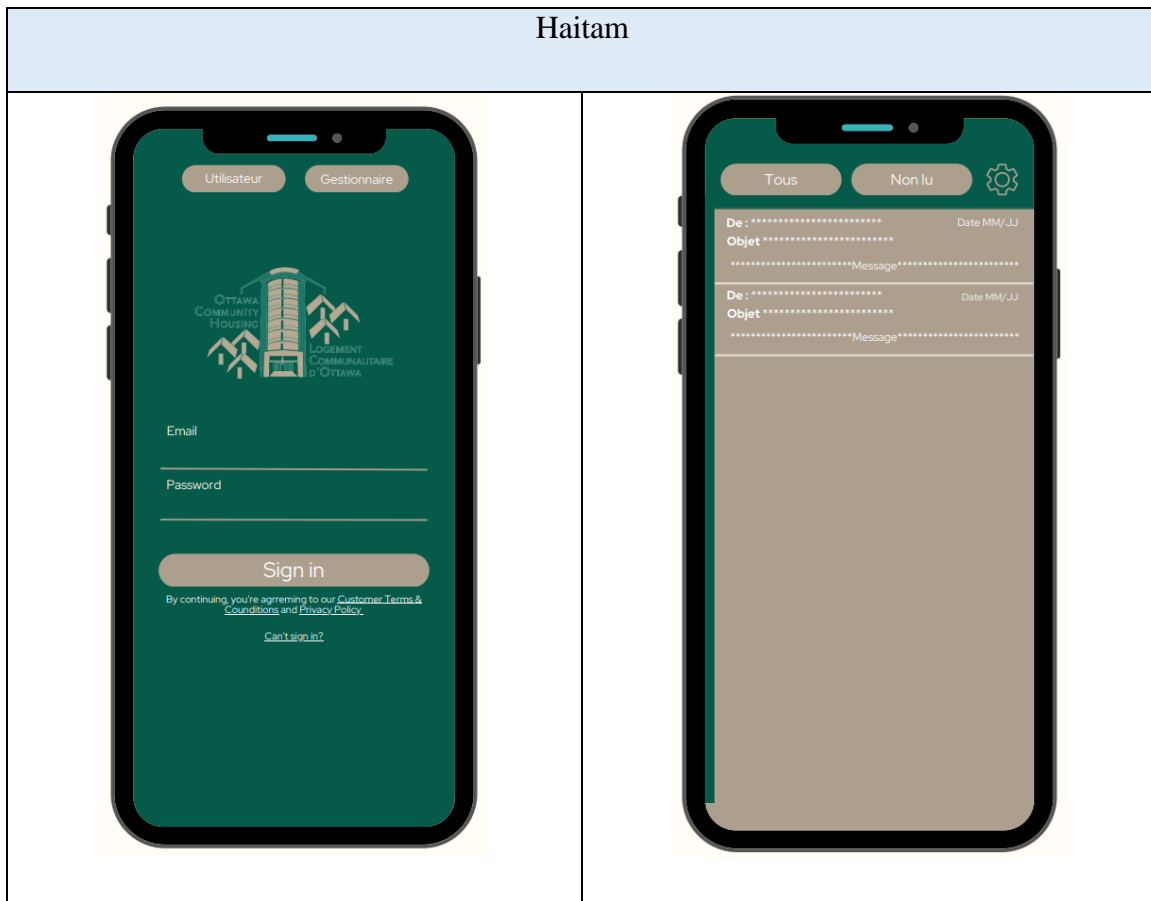 Haitam
Utilisateur
Gestionnaire
OTTAWA
COMMUNITY
HOUSING
LOGEMENT
COMMUNAUTAIRE
D'OTTAWA
Email
Password
Sign in
By continuing, you're agrreming to our Customer Terms &
Counditions and Privacy Policy
Can't sign in?
Tous
Non lu
De : ************************
Date MM/JJ
Objet ************************
************************Message************************
De : ************************
Date MM/JJ
Objet ************************
************************Message************************